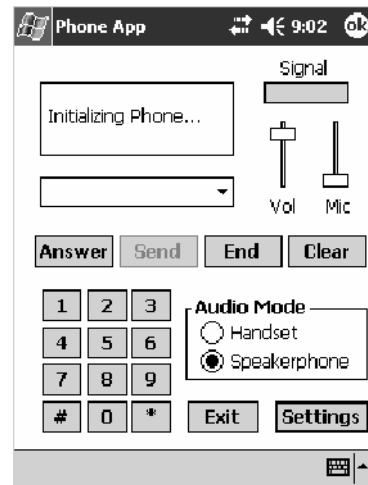 Phone App 9:02 ok
Signal
Initializing Phone...
Vol Mic
Answer Send End Clear
1 2 3
4 5 6
7 8 9
# 0 *
Audio Mode
Handset
Speakerphone
Exit Settings